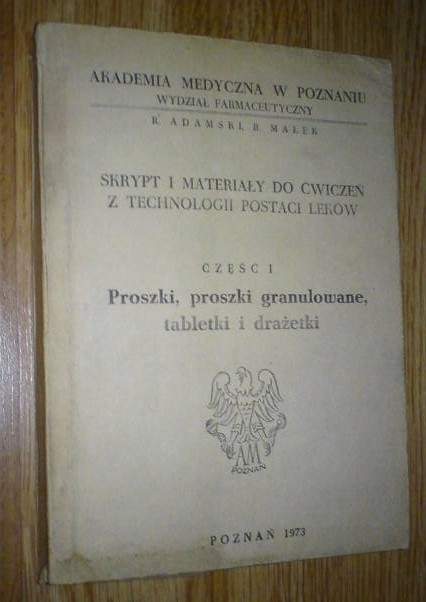 AKADEMIA MEDYCZNA W POZNANIU
WYDZIAŁ FARMACEUTYCZNY
R. ADAMSKI, B. MAŁEK
SKRYPT I MATERIAŁY DO ĆWICZEŃ
Z TECHNOLOGII POSTACI LEKÓW
CZĘŚĆ I
Proszki, proszki granulowane,
tabletki i drażetki
AM
POZNAŃ
POZNAŃ 1973